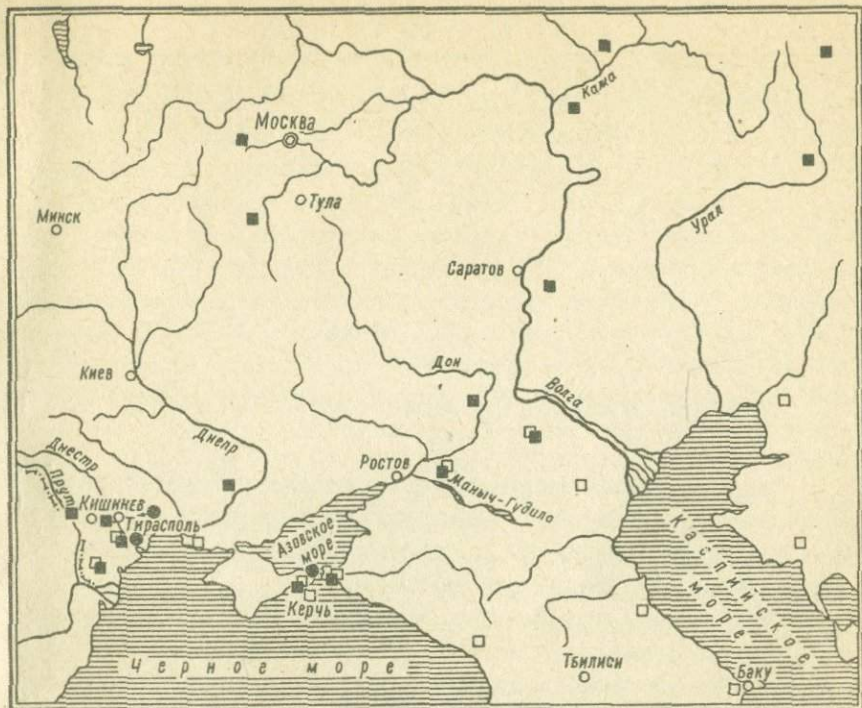 Кама
Москва
Тула
Минск
Урал
Саратов
Киев
Дон
Волга
Днепр
Днестр
Прут
Ростов
Маныч-Гудило
Кишинев
Тирасполь
Азовское
море
Керчь
Каспийское
море
Черное море
Тбилиси
Баку